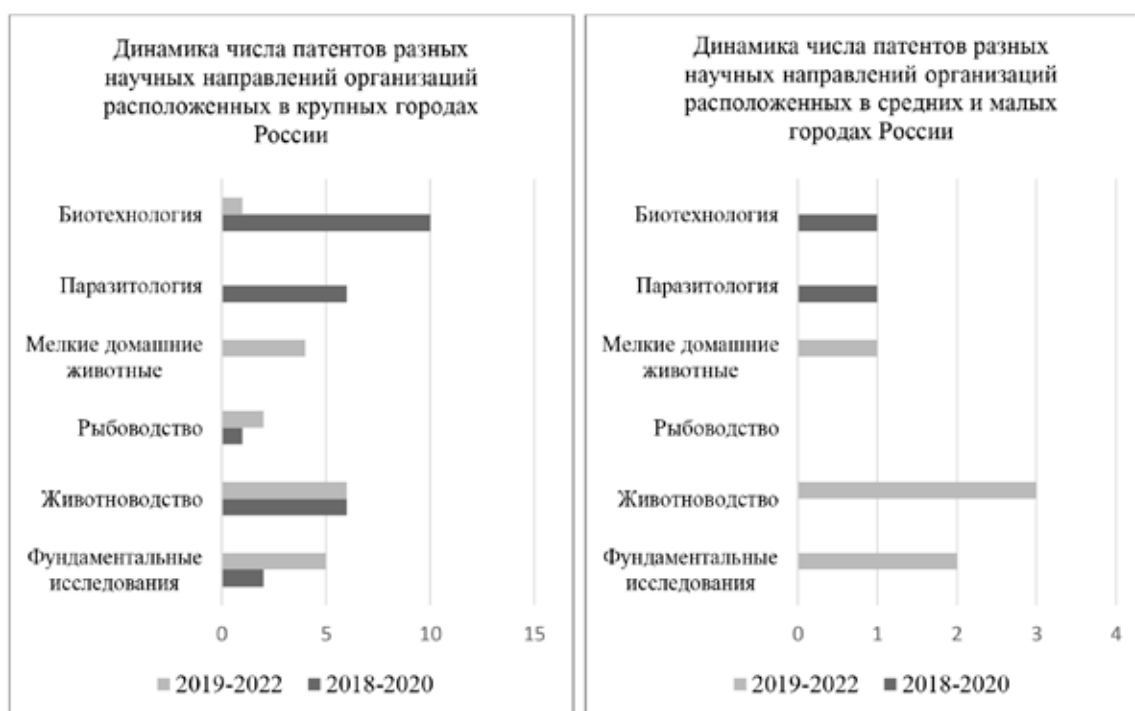 Динамика числа патентов разных
научных направлений организаций
расположенных в крупных городах
России
Биотехнология
Паразитология
Мелкие домашние
животные
Рыбоводство
Животноводство
Фундаментальные
исследования
0 5 10 15
2019-2022 2018-2020
Динамика числа патентов разных
научных направлений организаций
расположенных в средних и малых
городах России
Биотехнология
Паразитология
Мелкие домашние
животные
Рыбоводство
Животноводство
Фундаментальные
исследования
0 1 2 3 4
2019-2022 2018-2020